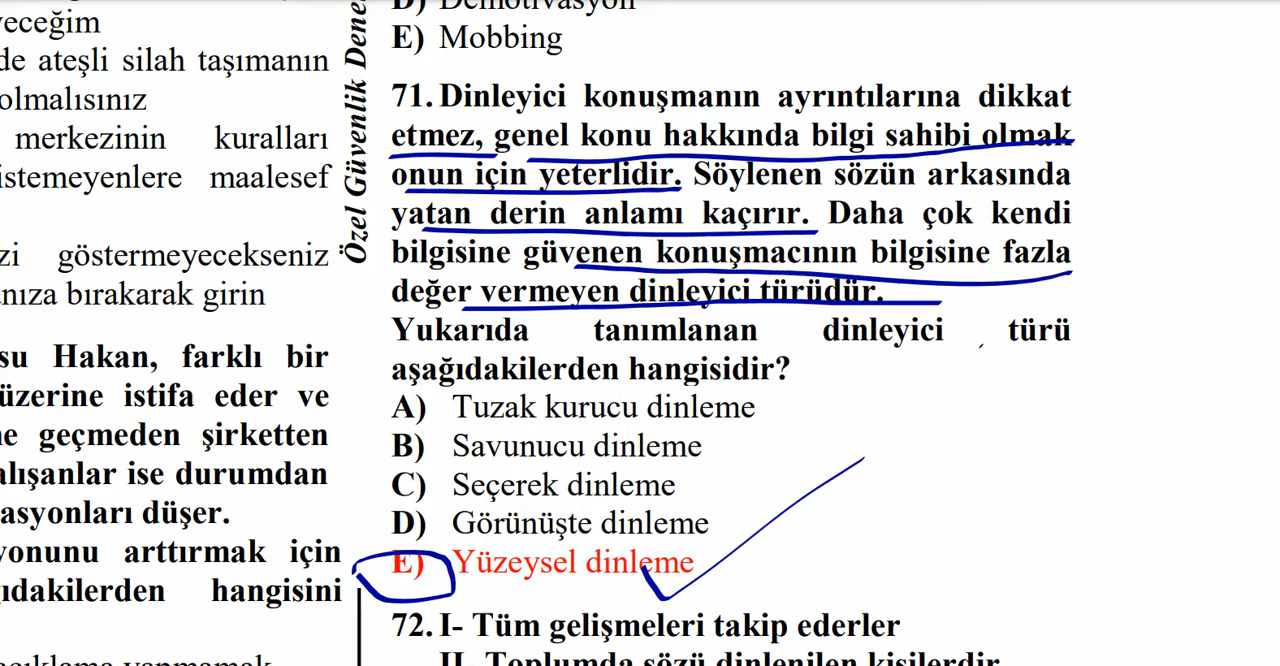 yeceğim
de ateşli silah taşımanın
olmalısınız
merkezinin kuralları
istemeyenlere maalesef
zi göstermeyecekseniz
nıza bırakarak girin
su Hakan, farklı bir
üzerine istifa eder ve
ne geçmeden şirketten
alışanlar ise durumdan
asyonları düşer.
yonunu arttırmak için
ğıdakilerden hangisini
açıklama yapmamak
Özel Güvenlik Dene
D) Demotivasyon
E) Mobbing
71. Dinleyici konuşmanın ayrıntılarına dikkat
etmez, genel konu hakkında bilgi sahibi olmak
onun için yeterlidir. Söylenen sözün arkasında
yatan derin anlamı kaçırır. Daha çok kendi
bilgisine güvenen konuşmacının bilgisine fazla
değer vermeyen dinleyici türüdür.
Yukarıda tanımlanan dinleyici türü
aşağıdakilerden hangisidir?
A) Tuzak kurucu dinleme
B) Savunucu dinleme
C) Seçerek dinleme
D) Görünüşte dinleme
E) Yüzeysel dinleme
72. I- Tüm gelişmeleri takip ederler
II- Toplumda sözü dinlenilen kişilerdir